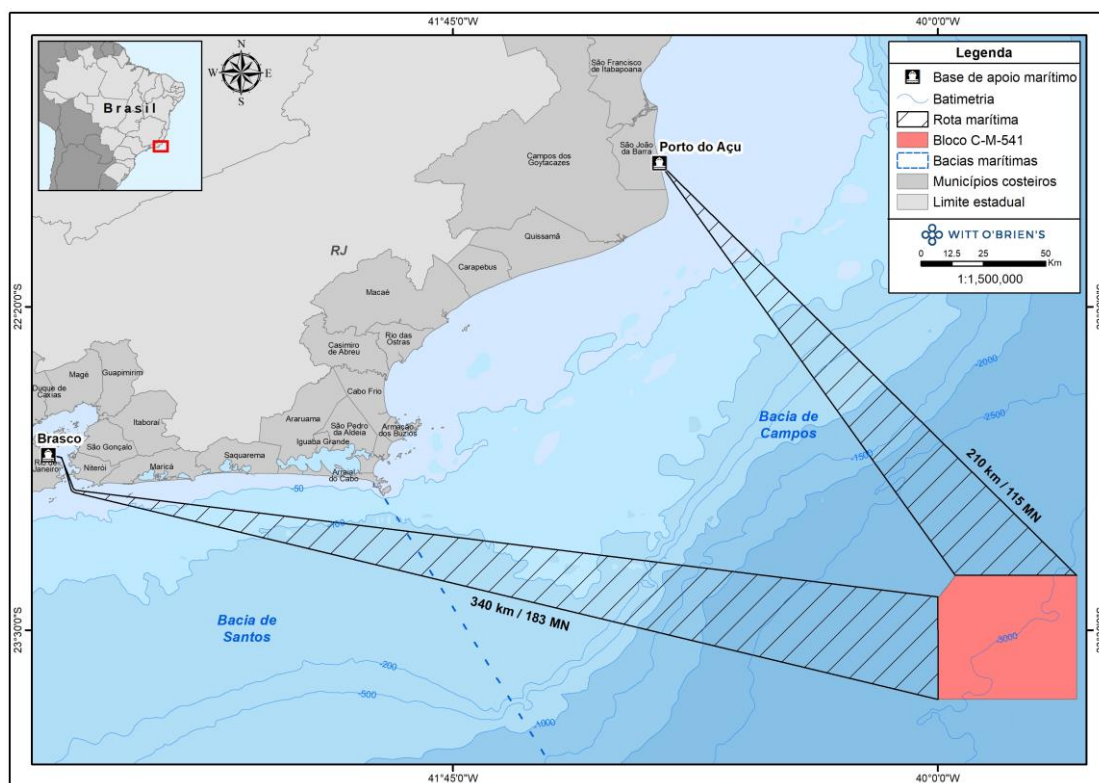 41°45'0"W
40°0'0"W
Brasil
N
W
E
S
São Francisco
de Itabapoana
São João
da Barra
Porto do Açu
Campos dos
Goytacazes
Quissamã
Carapebus
RJ
Macaé
Rio das
Ostras
Casimiro
de Abreu
Cabo Frio
Araruama
São Pedro
da Aldeia
Iguaba Grande
Armação
dos Búzios
Arraial
do Cabo
Saquarema
Maricá
Itaboraí
Guapimirim
Magé
Duque de
Caxias
São Gonçalo
Niterói
Brasco
Rio de
Janeiro
Legenda
Base de apoio marítimo
Batimetria
Rota marítima
Bloco C-M-541
Bacias marítimas
Municípios costeiros
Limite estadual
WITT O'BRIEN'S
0 12.5 25 50
Km
1:1,500,000
22°20'0"S
23°30'0"S
Bacia de
Campos
Bacia de
Santos
210 km / 115 MN
340 km / 183 MN
-50
-100
-200
-500
-1000
-1500
-2000
-2500
-3000
41°45'0"W
40°0'0"W